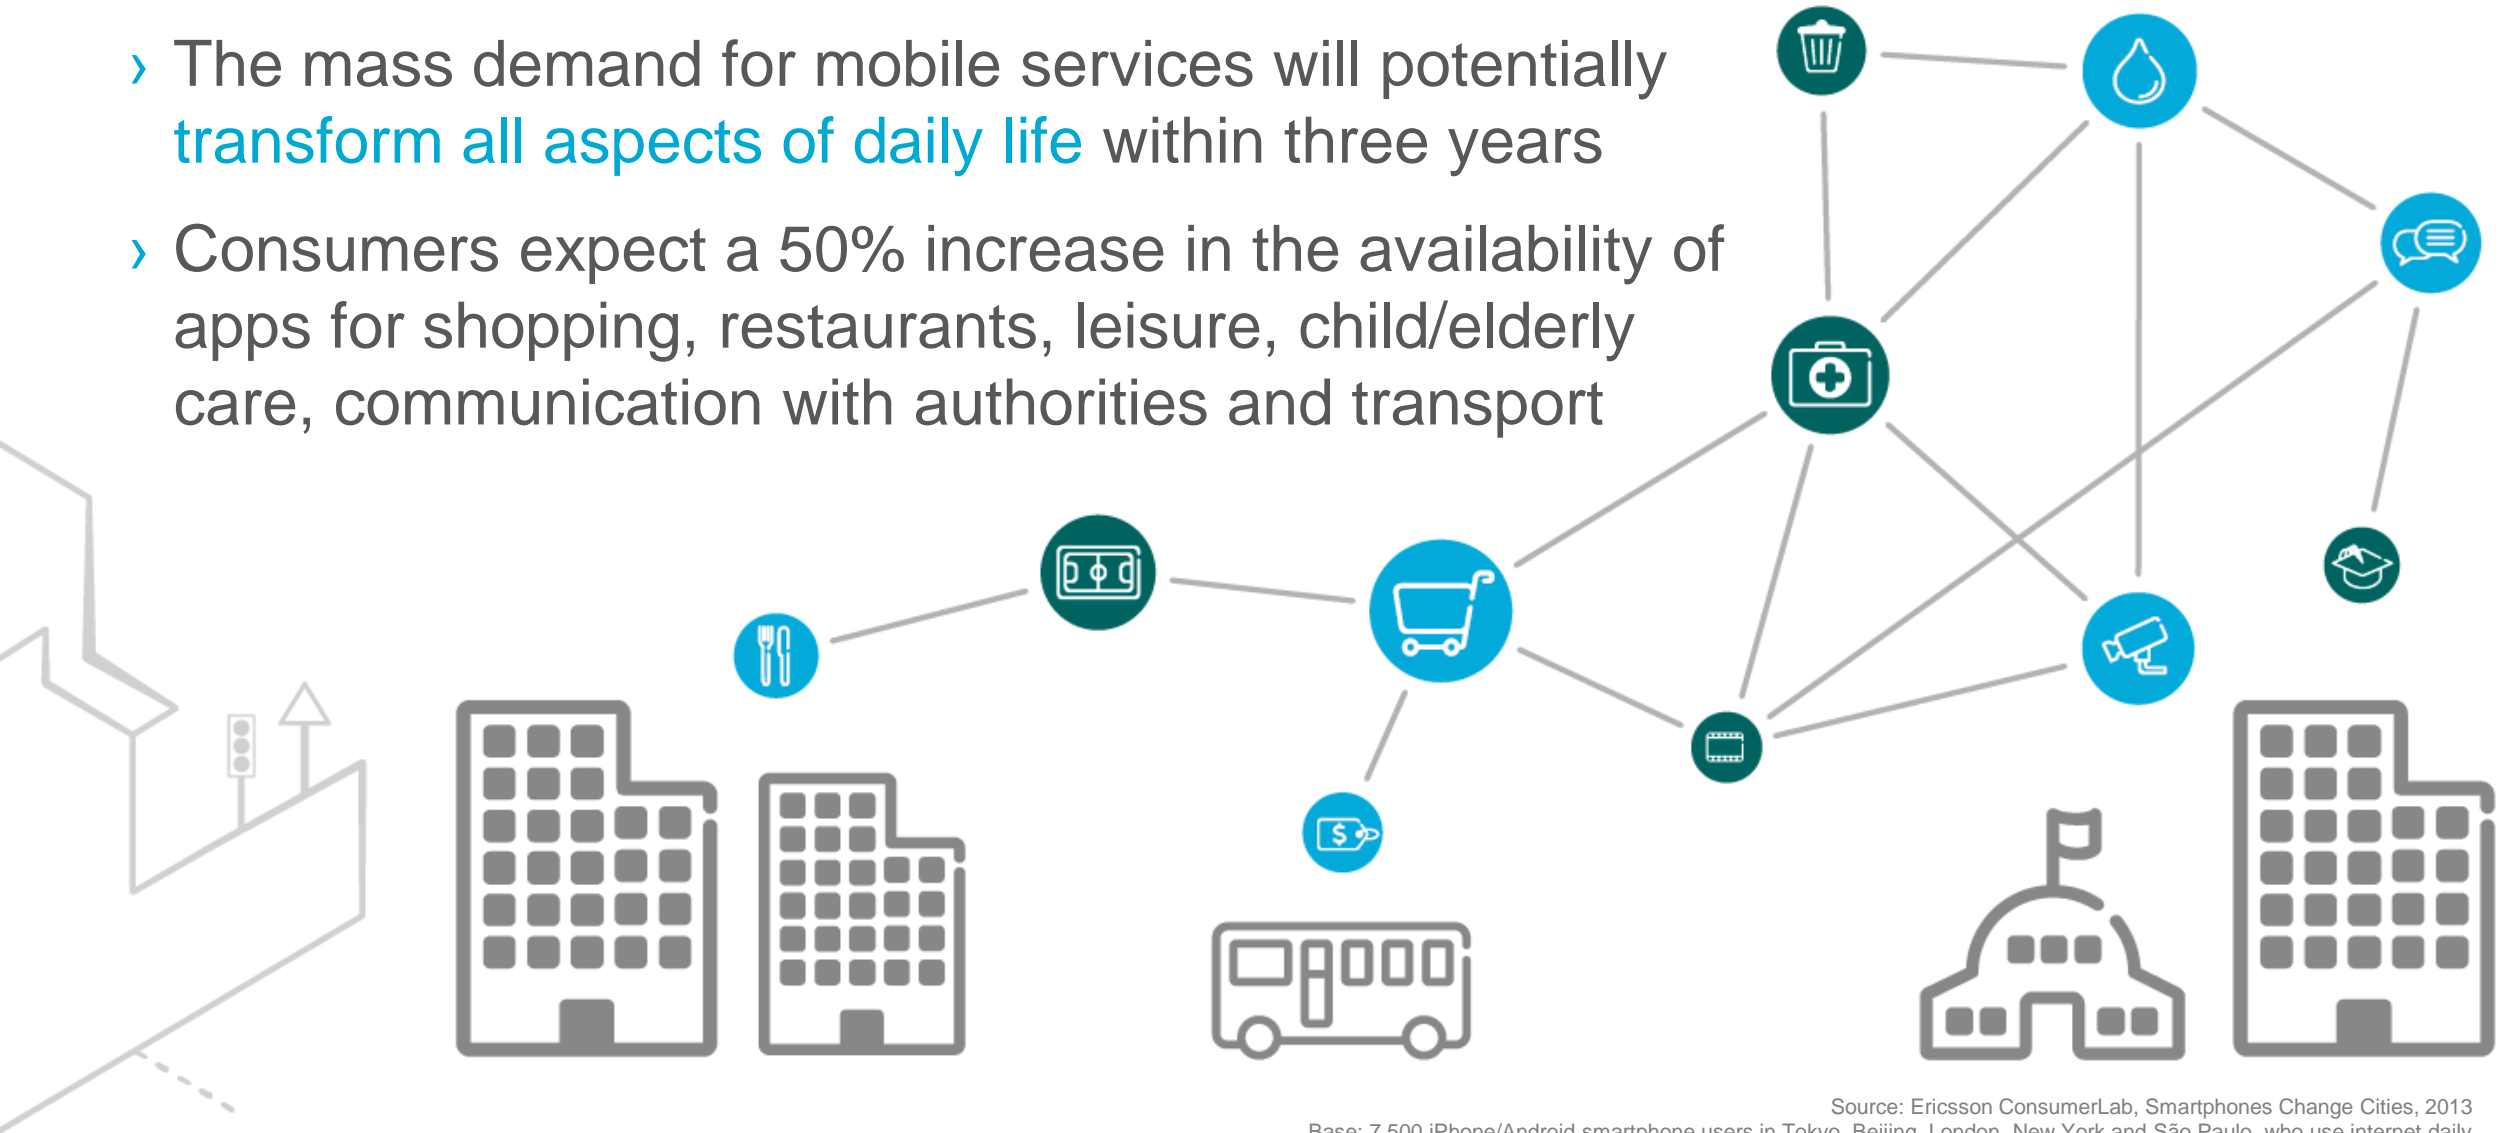 › The mass demand for mobile services will potentially
transform all aspects of daily life within three years
› Consumers expect a 50% increase in the availability of
apps for shopping, restaurants, leisure, child/elderly
care, communication with authorities and transport
$
Source: Ericsson ConsumerLab, Smartphones Change Cities, 2013
Base: 7,500 iPhone/Android smartphone users in Tokyo, Beijing, London, New York and São Paulo, who use internet daily